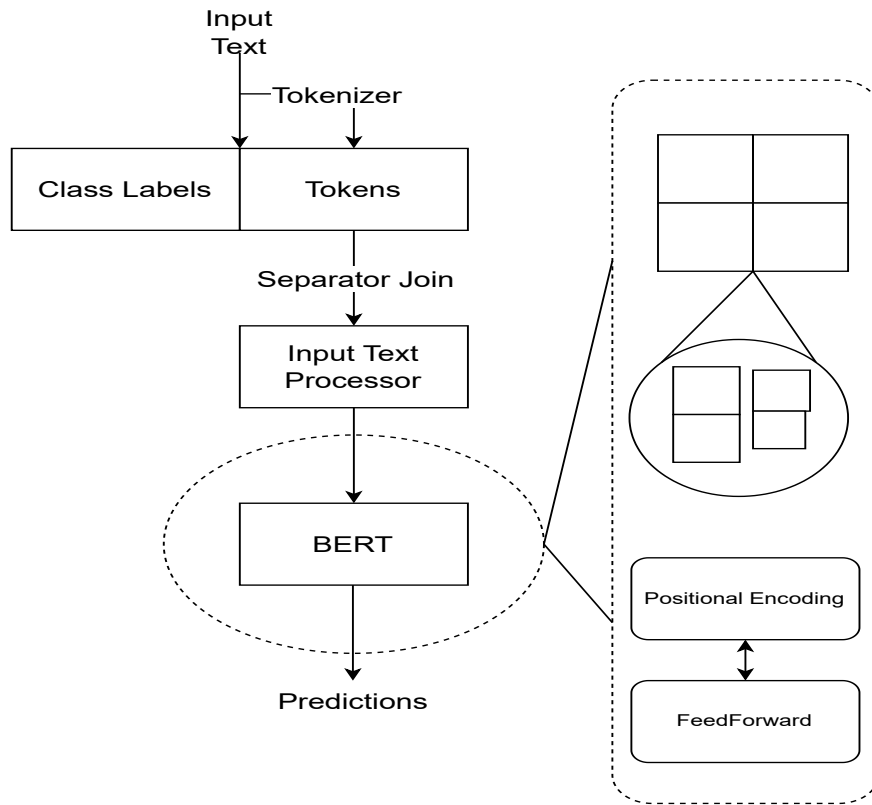 Input
Text
Tokenizer
Class Labels
Tokens
Separator Join
Input Text
Processor
BERT
Predictions
Positional Encoding
FeedForward